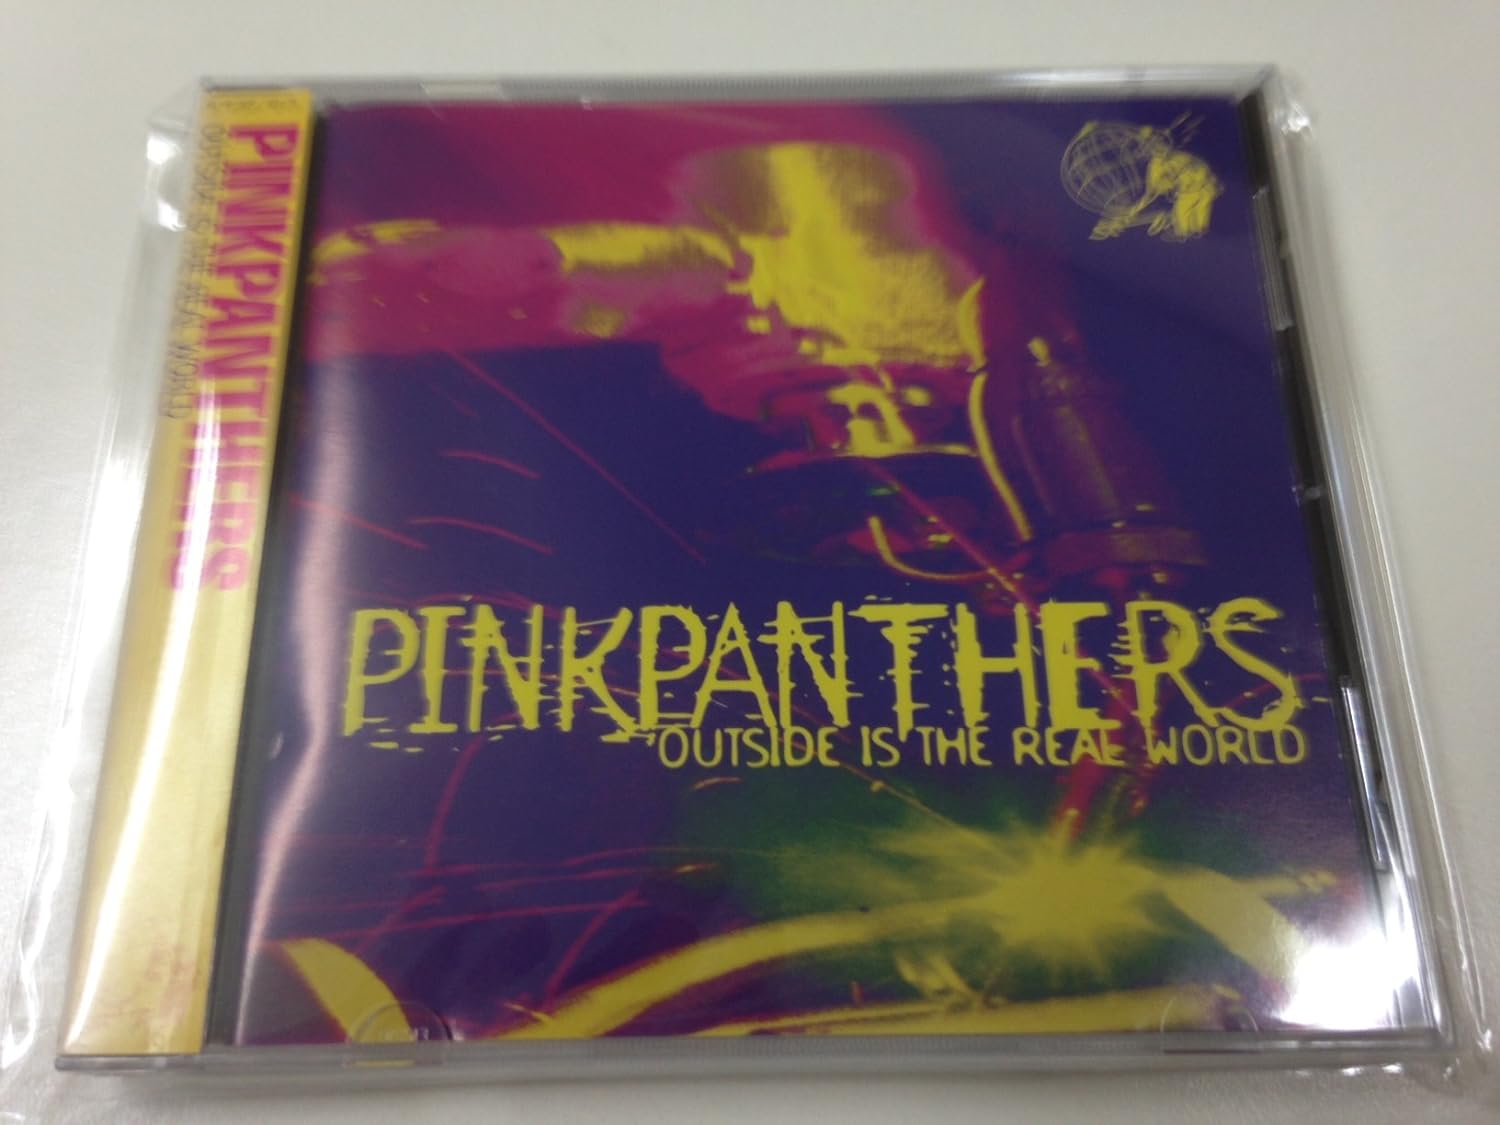 PINKPANTHERS
OUTSIDE IS THE REAL WORLD
PINKPANTHERS
OUTSIDE IS THE REAL WORLD